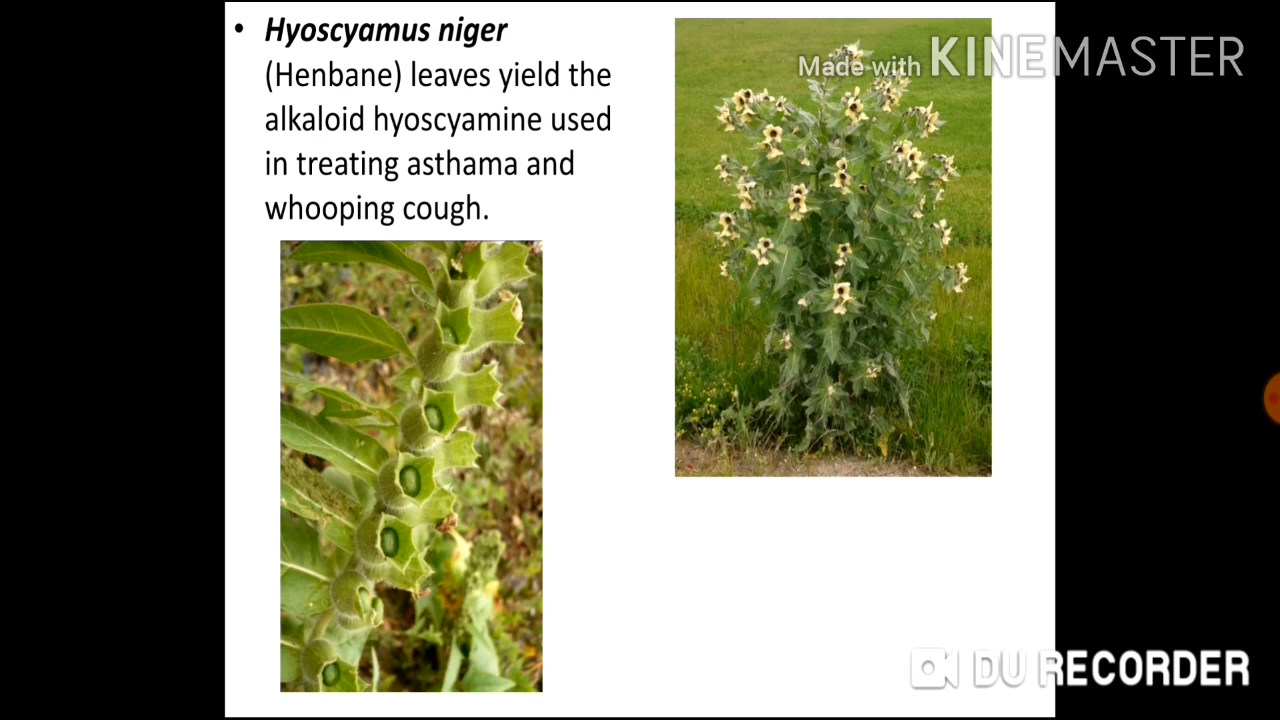 • Hyoscyamus niger
(Henbane) leaves yield the
alkaloid hyoscyamine used
in treating asthama and
whooping cough.
Made with KINEMASTER
DU RECORDER